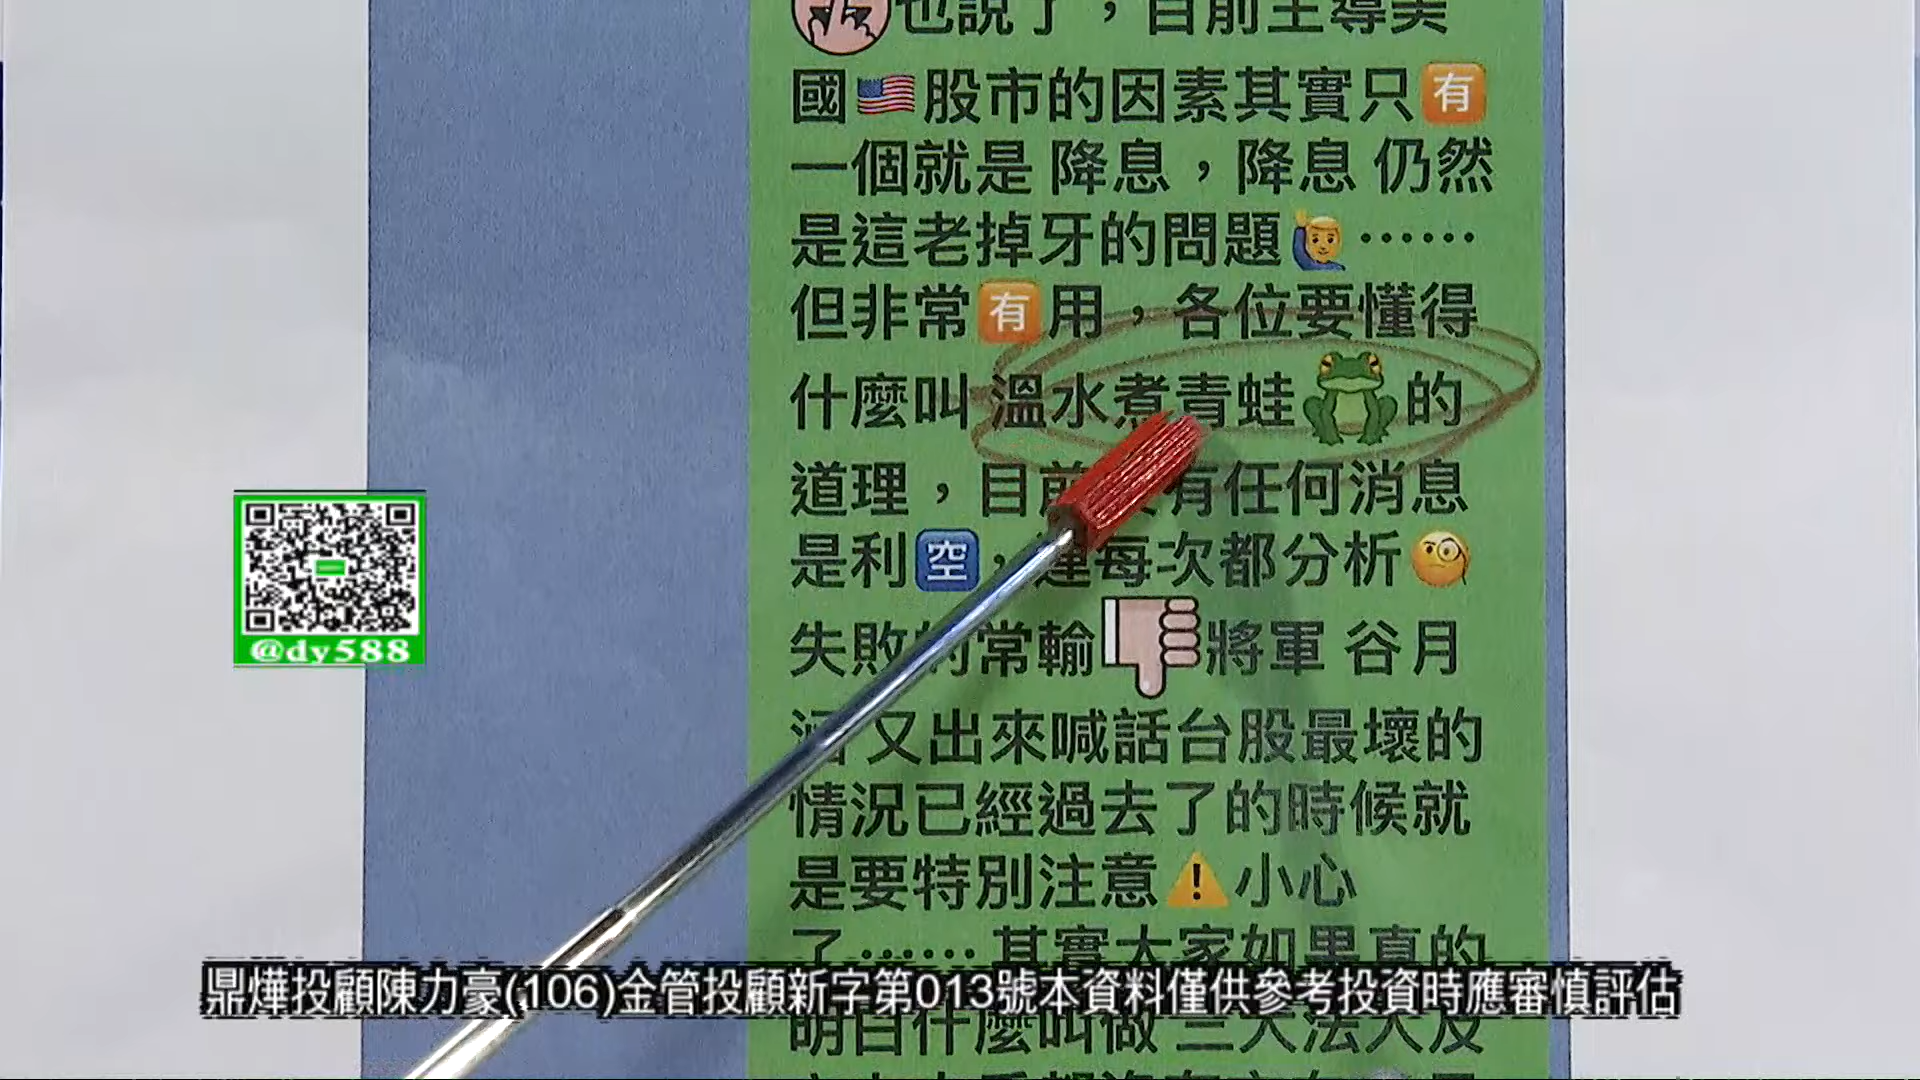 也說了，目前主導美
國🇺🇸股市的因素其實只🈶
一個就是 降息，降息 仍然
是這老掉牙的問題🙋‍♂️⋯⋯
但非常🈶用，各位要懂得
什麼叫 溫水煮青蛙🐸的
道理，目前 有任何消息
是利🈳，連每次都分析🧐
失敗的常輸👎將軍 谷月
涵 又出來喊話台股最壞的
情況已經過去了的時候就
是要特別注意⚠️小心
了⋯⋯ 其實大家如果真的
明白什麼叫做 三大法人及
@dy588
鼎燁投顧陳力豪(106)金管投顧新字第013號本資料僅供參考投資時應審慎評估